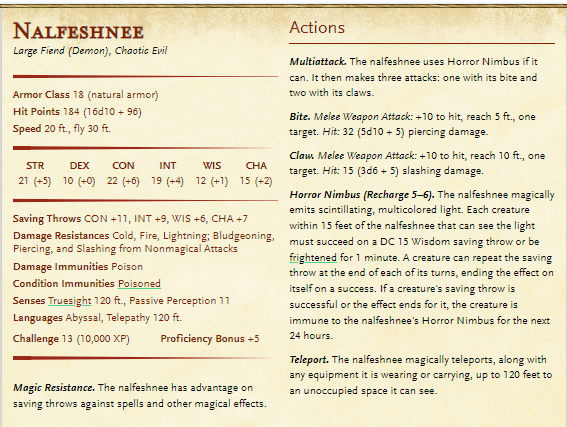 NALFESHNEE
Large Fiend (Demon), Chaotic Evil
Armor Class 18 (natural armor)
Hit Points 184 (16d10 + 96)
Speed 20 ft., fly 30 ft.
STR DEX CON INT WIS CHA
21 (+5) 10 (+0) 22 (+6) 19 (+4) 12 (+1) 15 (+2)
Saving Throws CON +11, INT +9, WIS +6, CHA +7
Damage Resistances Cold, Fire, Lightning; Bludgeoning,
Piercing, and Slashing from Nonmagical Attacks
Damage Immunities Poison
Condition Immunities Poisoned
Senses Truesight 120 ft., Passive Perception 11
Languages Abyssal, Telepathy 120 ft.
Challenge 13 (10,000 XP) Proficiency Bonus +5
Magic Resistance. The nalfeshnee has advantage on
saving throws against spells and other magical effects.
Actions
Multiattack. The nalfeshnee uses Horror Nimbus if it
can. It then makes three attacks: one with its bite and
two with its claws.
Bite. Melee Weapon Attack: +10 to hit, reach 5 ft., one
target. Hit: 32 (5d10 + 5) piercing damage.
Claw. Melee Weapon Attack: +10 to hit, reach 10 ft., one
target. Hit: 15 (3d6 + 5) slashing damage.
Horror Nimbus (Recharge 5–6). The nalfeshnee magically
emits scintillating, multicolored light. Each creature
within 15 feet of the nalfeshnee that can see the light
must succeed on a DC 15 Wisdom saving throw or be
frightened for 1 minute. A creature can repeat the saving
throw at the end of each of its turns, ending the effect on
itself on a success. If a creature's saving throw is
successful or the effect ends for it, the creature is
immune to the nalfeshnee's Horror Nimbus for the next
24 hours.
Teleport. The nalfeshnee magically teleports, along with
any equipment it is wearing or carrying, up to 120 feet to
an unoccupied space it can see.